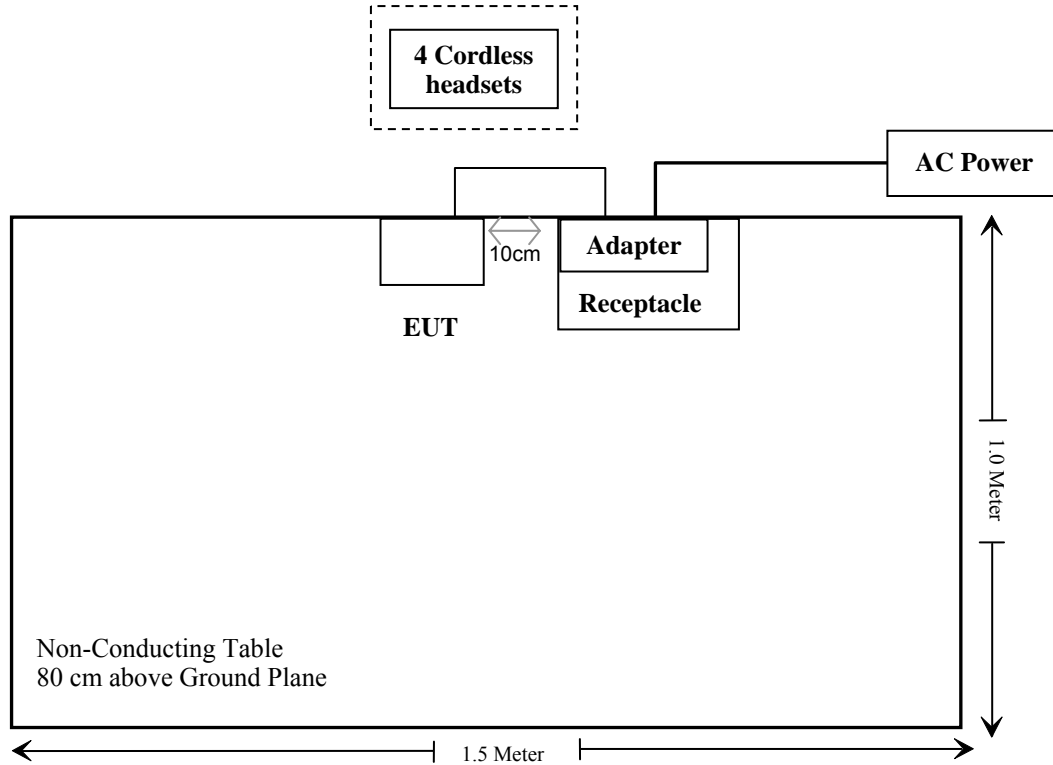 4 Cordless
headsets
AC Power
Adapter
10cm
Receptacle
EUT
1.0 Meter
Non-Conducting Table
80 cm above Ground Plane
1.5 Meter